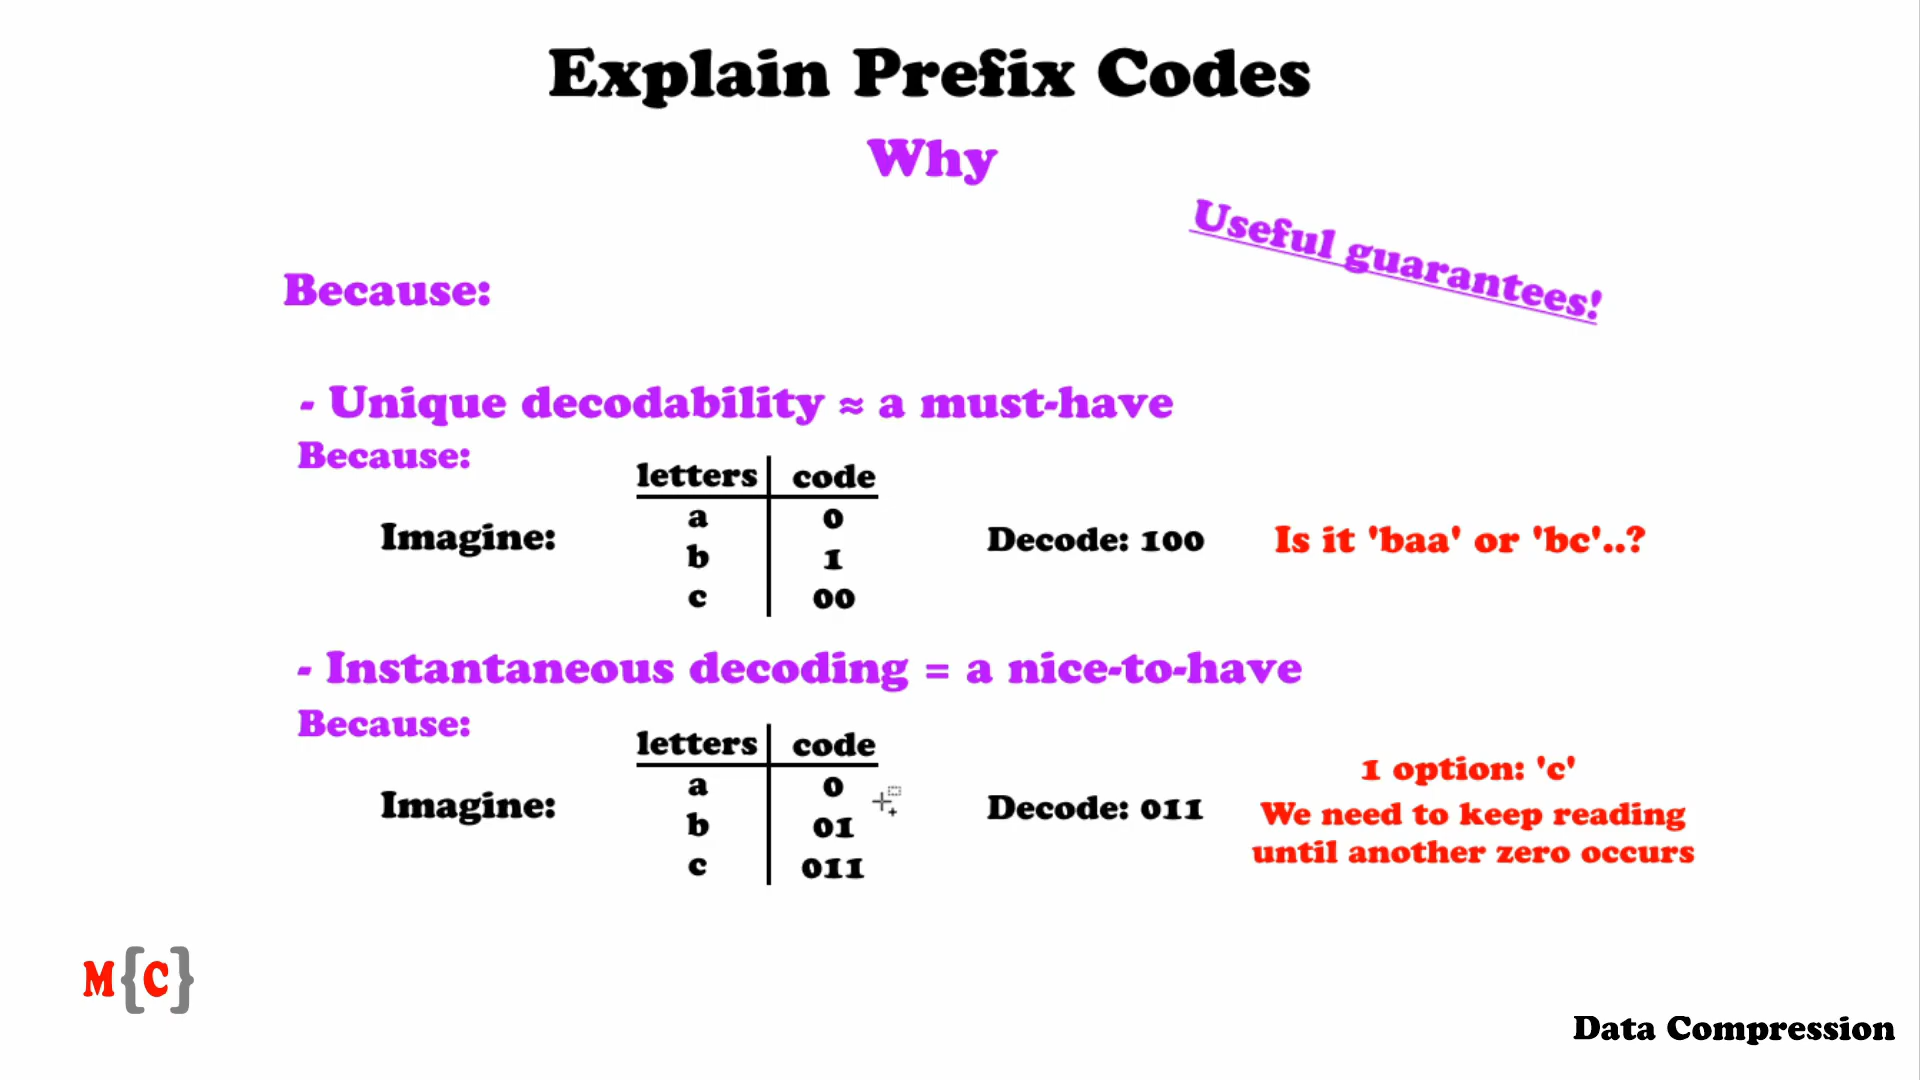 Explain Prefix Codes
Why
Useful guarantees!
Because:
- Unique decodability ≈ a must-have
Because:
letters code
a 0
Imagine:
b 1
c 00
Decode: 100
Is it 'baa' or 'bc'..?
- Instantaneous decoding = a nice-to-have
Because:
letters code
a 0
Imagine:
b 01
c 011
Decode: 011
1 option: 'c'
We need to keep reading
until another zero occurs
M{C}
Data Compression